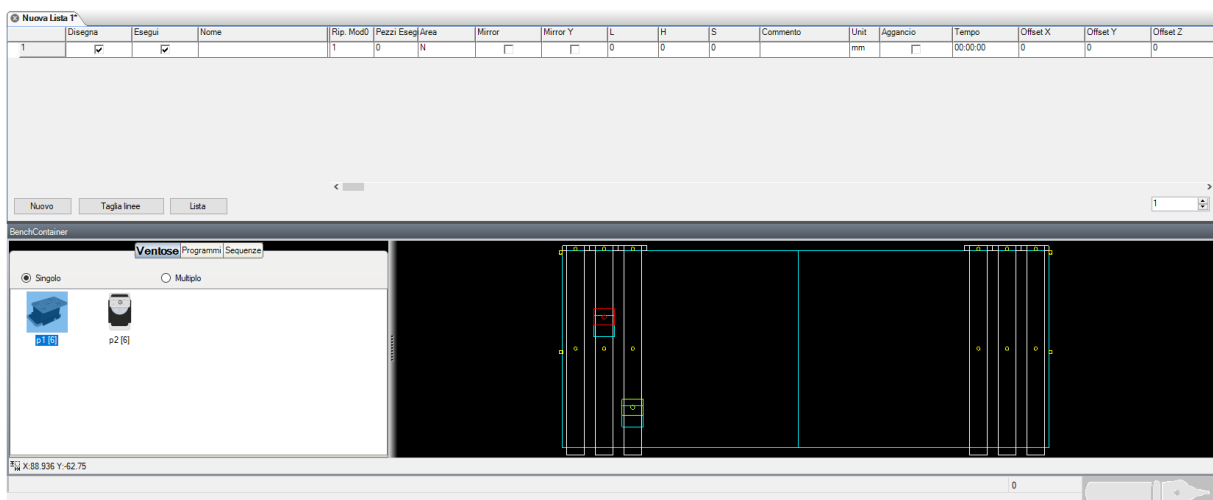 Nuova Lista 1*
Disegna Esegui Nome Rip. Mod0 Pezzi Eseg Area Mirror Mirror Y L H S Commento Unit Aggancio Tempo Offset X Offset Y Offset Z
1 1 0 N 0 0 0 mm 00:00:00 0 0 0
Nuovo Taglia linee Lista 1
BenchContainer
Ventose Programmi Sequenze
Singolo Multiplo
p1 [6] p2 [6]
X:88.936 Y:-62.75
0